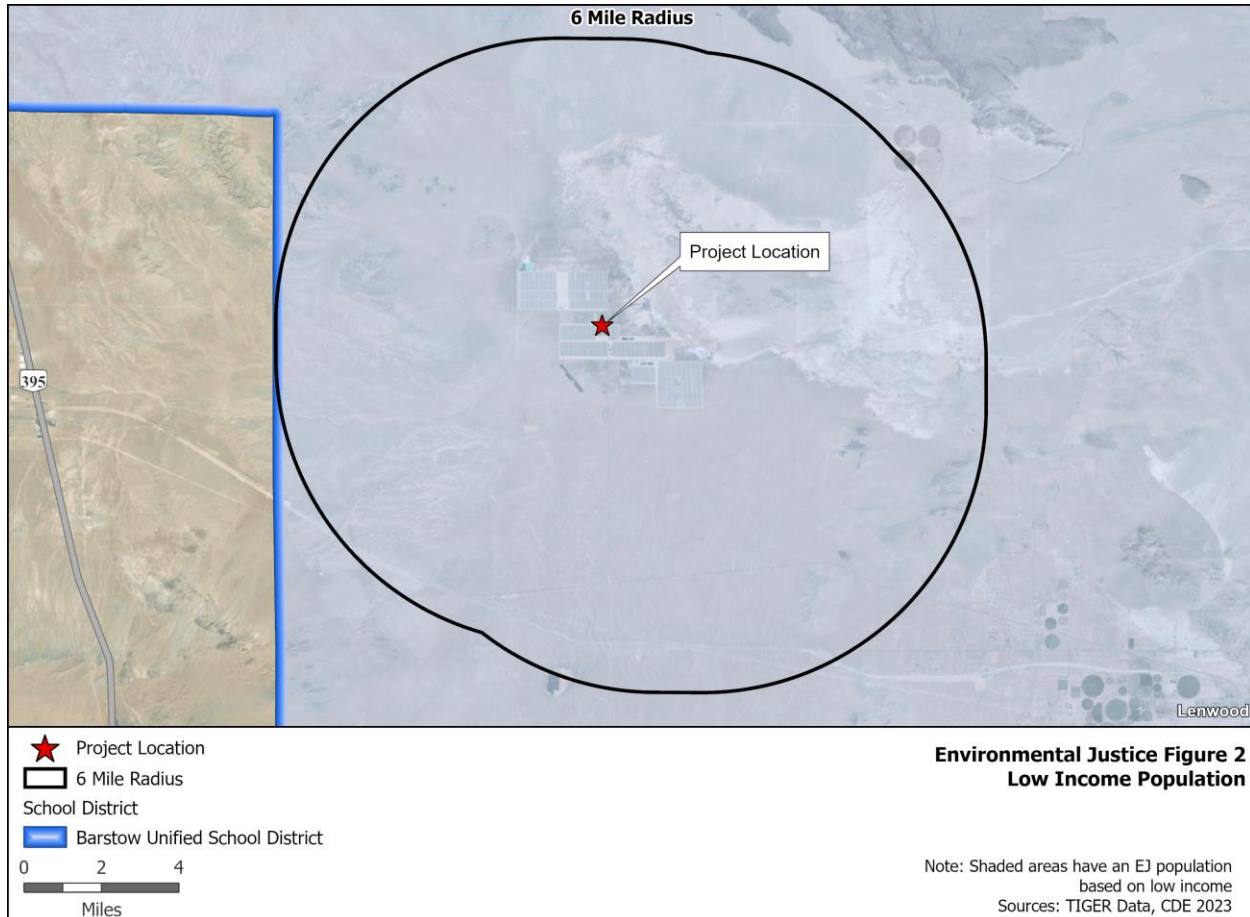 6 Mile Radius
Project Location
395
Lenwood
Project Location
6 Mile Radius
School District
Barstow Unified School District
0 2 4
Miles
Environmental Justice Figure 2
Low Income Population
Note: Shaded areas have an EJ population
based on low income
Sources: TIGER Data, CDE 2023